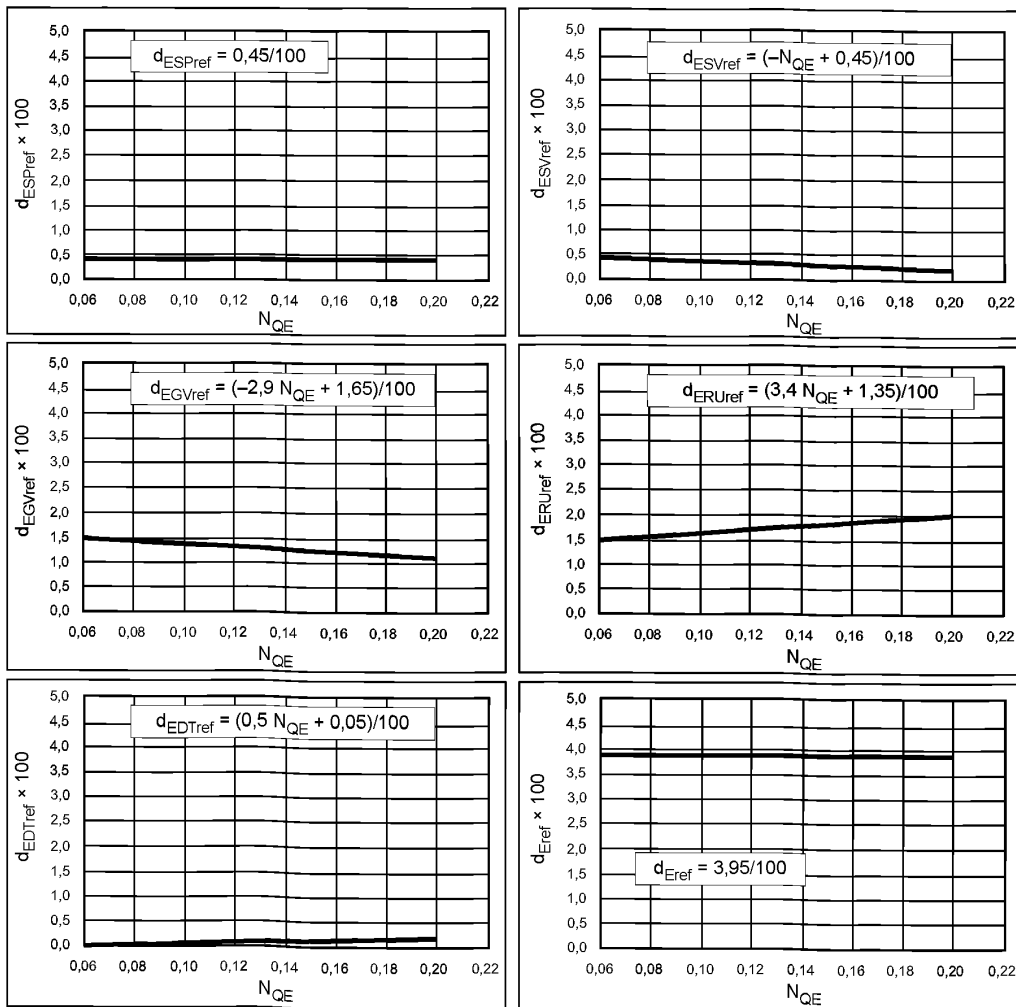 d_ESPref × 100
5,0
4,5
4,0
3,5
3,0
2,5
2,0
1,5
1,0
0,5
0,0
d_ESPref = 0,45/100
0,06 0,08 0,10 0,12 0,14 0,16 0,18 0,20 0,22
N_QE
d_ESVref × 100
5,0
4,5
4,0
3,5
3,0
2,5
2,0
1,5
1,0
0,5
0,0
d_ESVref = (–N_QE + 0,45)/100
0,06 0,08 0,10 0,12 0,14 0,16 0,18 0,20 0,22
N_QE
d_EGVref × 100
5,0
4,5
4,0
3,5
3,0
2,5
2,0
1,5
1,0
0,5
0,0
d_EGVref = (–2,9 N_QE + 1,65)/100
0,06 0,08 0,10 0,12 0,14 0,16 0,18 0,20 0,22
N_QE
d_ERUref × 100
5,0
4,5
4,0
3,5
3,0
2,5
2,0
1,5
1,0
0,5
0,0
d_ERUref = (3,4 N_QE + 1,35)/100
0,06 0,08 0,10 0,12 0,14 0,16 0,18 0,20 0,22
N_QE
d_EDTref × 100
5,0
4,5
4,0
3,5
3,0
2,5
2,0
1,5
1,0
0,5
0,0
d_EDTref = (0,5 N_QE + 0,05)/100
0,06 0,08 0,10 0,12 0,14 0,16 0,18 0,20 0,22
N_QE
d_Eref × 100
5,0
4,5
4,0
3,5
3,0
2,5
2,0
1,5
1,0
0,5
0,0
d_Eref = 3,95/100
0,06 0,08 0,10 0,12 0,14 0,16 0,18 0,20 0,22
N_QE